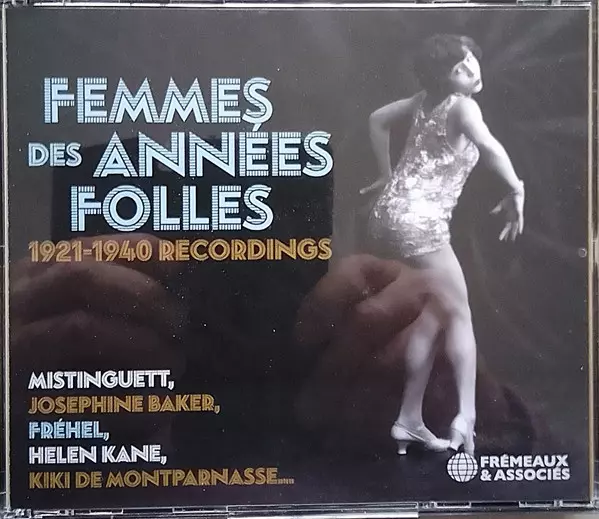 FEMMES
DES ANNÉES
FOLLES
1921-1940 RECORDINGS
MISTINGUETT,
JOSEPHINE BAKER,
FRÉHEL,
HELEN KANE,
KIKI DE MONTPARNASSE...
FRÉMEAUX
& ASSOCIÉS